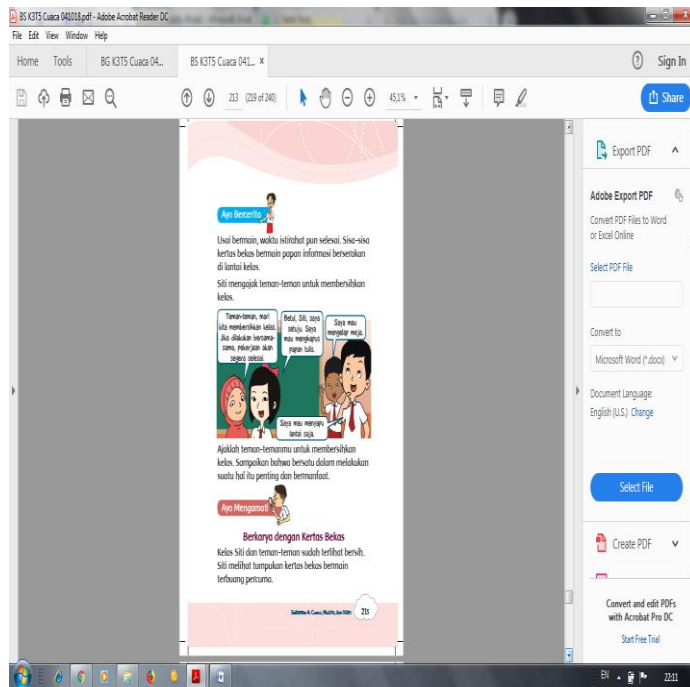 BS K3T5 Cuaca 041018.pdf - Adobe Acrobat Reader DC
File Edit View Window Help
Home Tools BG K3T5 Cuaca 04... BS K3T5 Cuaca 041... x
Sign In
213 (219 of 240) 45,1%
Share
Ayo Bercerita
Usai bermain, waktu istirahat pun selesai. Sisa-sisa
kertas bekas bermain papan informasi berserakan
di lantai kelas.
Siti mengajak teman-teman untuk membersihkan
kelas.
Teman-teman, mari
kita membersihkan kelas.
Jika dilakukan bersama-
sama, pekerjaan akan
segera selesai.
Betul, Siti, saya
setuju. Saya
mau menghapus
papan tulis.
Saya mau
mengelap meja.
Saya mau menyapu
lantai saja.
Ajaklah teman-temanmu untuk membersihkan
kelas. Sampaikan bahwa bersatu dalam melakukan
suatu hal itu penting dan bermanfaat.
Ayo Mengamati
Berkarya dengan Kertas Bekas
Kelas Siti dan teman-teman sudah terlihat bersih.
Siti melihat tumpukan kertas bekas bermain
terbuang percuma.
Subtema 4: Cuaca, Musim, dan Iklim 213
Export PDF
Adobe Export PDF
Convert PDF Files to Word
or Excel Online
Select PDF File
Convert to
Microsoft Word (*.docx)
Document Language:
English (U.S.) Change
Select File
Create PDF
Convert and edit PDFs
with Acrobat Pro DC
Start Free Trial
EN 22:11